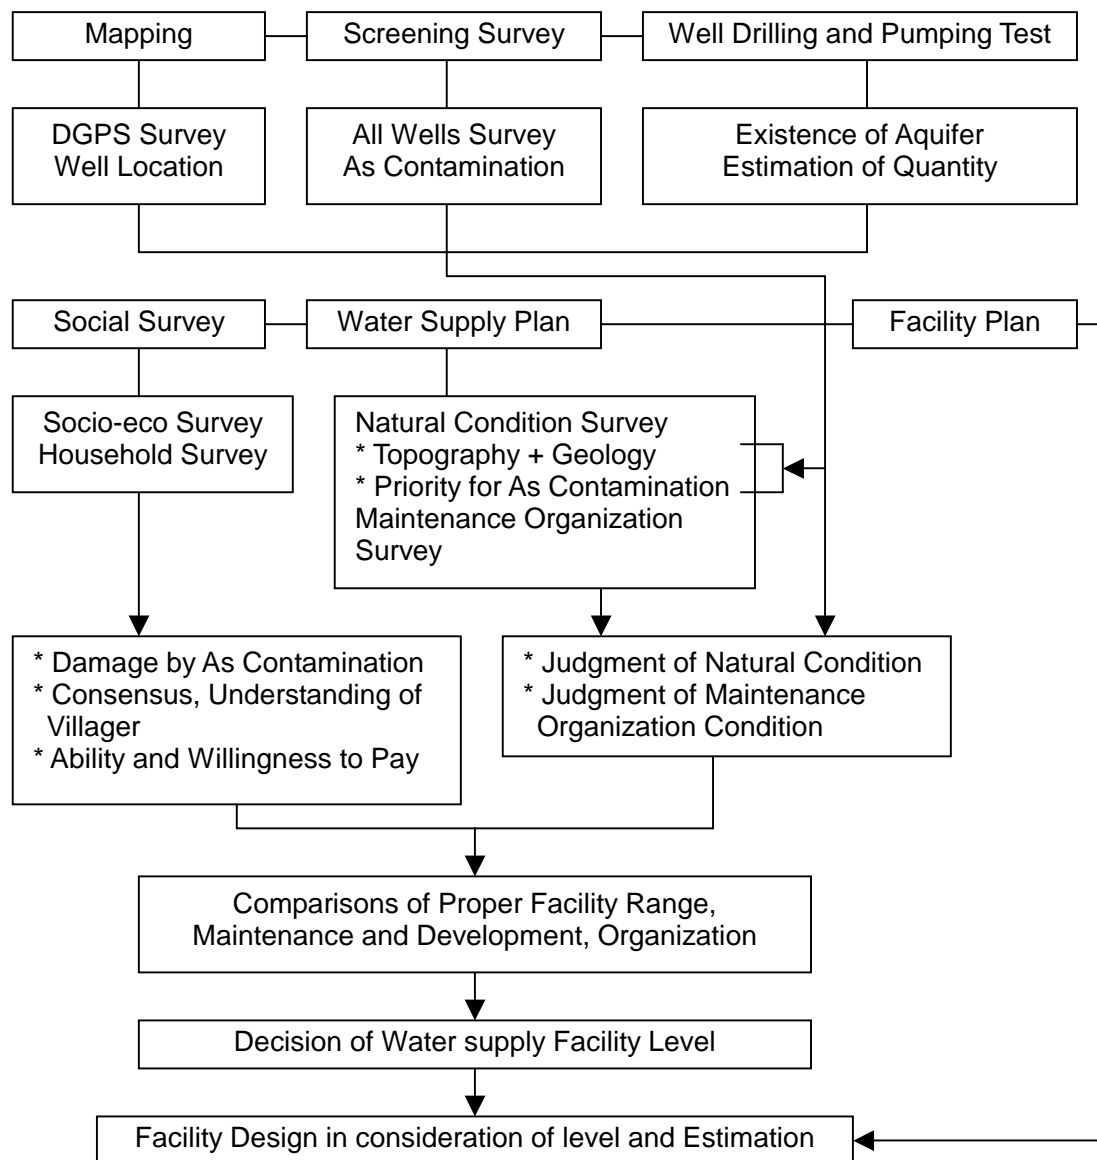 Mapping
Screening Survey
Well Drilling and Pumping Test
DGPS Survey
Well Location
All Wells Survey
As Contamination
Existence of Aquifer
Estimation of Quantity
Social Survey
Water Supply Plan
Facility Plan
Socio-eco Survey
Household Survey
Natural Condition Survey
* Topography + Geology
* Priority for As Contamination
Maintenance Organization
Survey
* Damage by As Contamination
* Consensus, Understanding of
Villager
* Ability and Willingness to Pay
* Judgment of Natural Condition
* Judgment of Maintenance
Organization Condition
Comparisons of Proper Facility Range,
Maintenance and Development, Organization
Decision of Water supply Facility Level
Facility Design in consideration of level and Estimation